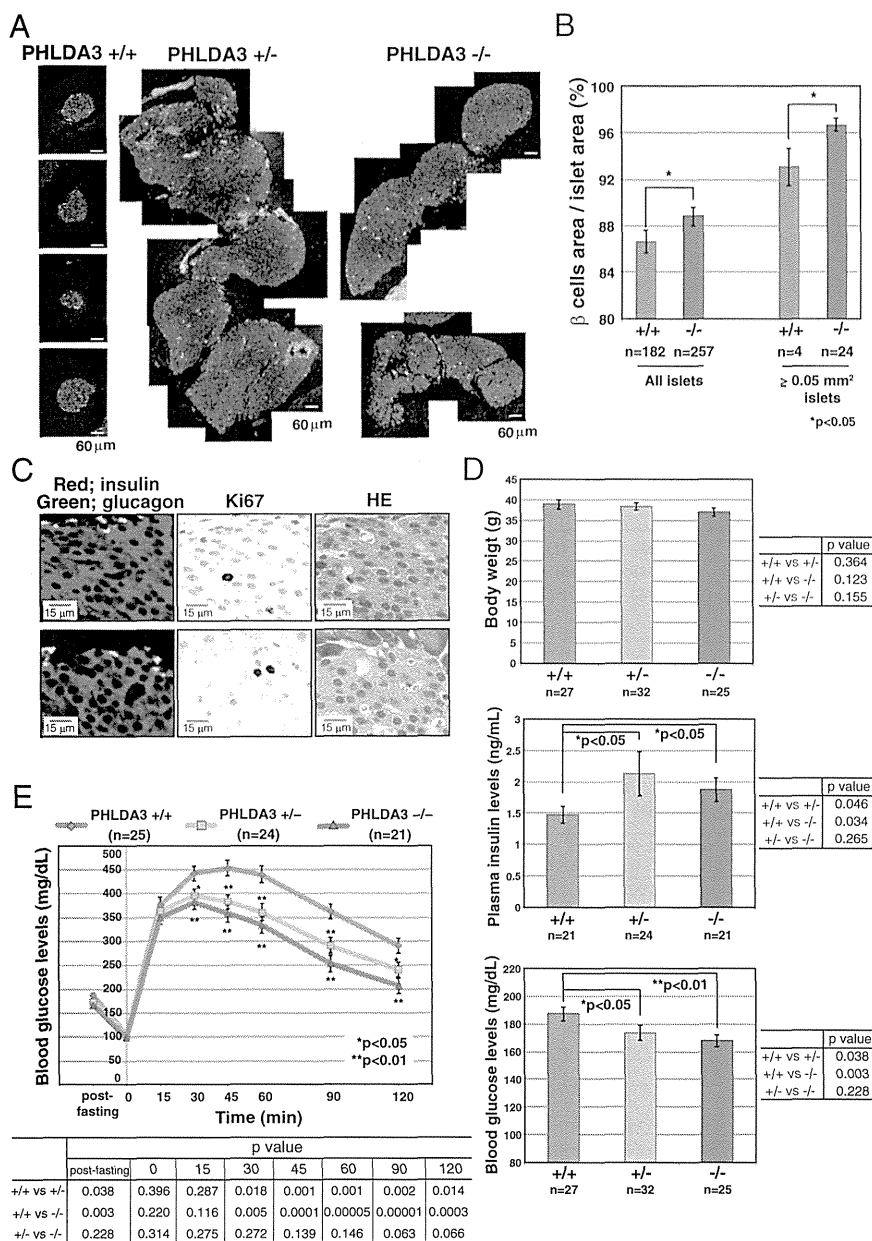 A
PHLDA3 +/+
PHLDA3 +/-
PHLDA3 -/-
60 μm
60 μm
60 μm
B
β cells area / islet area (%)
100
96
92
88
84
80
*
*
+/+
-/-
+/+
-/-
n=182
n=257
n=4
n=24
All islets
≥ 0.05 mm²
islets
*p<0.05
C
Red; insulin
Green; glucagon
Ki67
HE
15 μm
15 μm
15 μm
15 μm
15 μm
15 μm
D
Body weigt (g)
45
40
35
30
25
20
15
10
5
0
+/+
+/-
-/-
n=27
n=32
n=25
p value
+/+ vs +/- 0.364
+/+ vs -/- 0.123
+/- vs -/- 0.155
Plasma insulin levels (ng/mL)
3
2.5
2
1.5
1
0.5
0
*p<0.05
*p<0.05
+/+
+/-
-/-
n=21
n=24
n=21
p value
+/+ vs +/- 0.046
+/+ vs -/- 0.034
+/- vs -/- 0.265
Blood glucose levels (mg/dL)
220
200
180
160
140
120
100
80
*p<0.05
**p<0.01
+/+
+/-
-/-
n=27
n=32
n=25
p value
+/+ vs +/- 0.038
+/+ vs -/- 0.003
+/- vs -/- 0.228
E
PHLDA3 +/+
(n=25)
PHLDA3 +/-
(n=24)
PHLDA3 -/-
(n=21)
Blood glucose levels (mg/dL)
500
450
400
350
300
250
200
150
100
50
0
*
**
**
**
**
**
**
**
*
**
*p<0.05
**p<0.01
post-
fasting
0 15 30 45 60 90 120
Time (min)
p value
post-fasting 0 15 30 45 60 90 120
+/+ vs +/- 0.038 0.396 0.287 0.018 0.001 0.001 0.002 0.014
+/+ vs -/- 0.003 0.220 0.116 0.005 0.0001 0.00005 0.00001 0.0003
+/- vs -/- 0.228 0.314 0.275 0.272 0.139 0.146 0.063 0.066